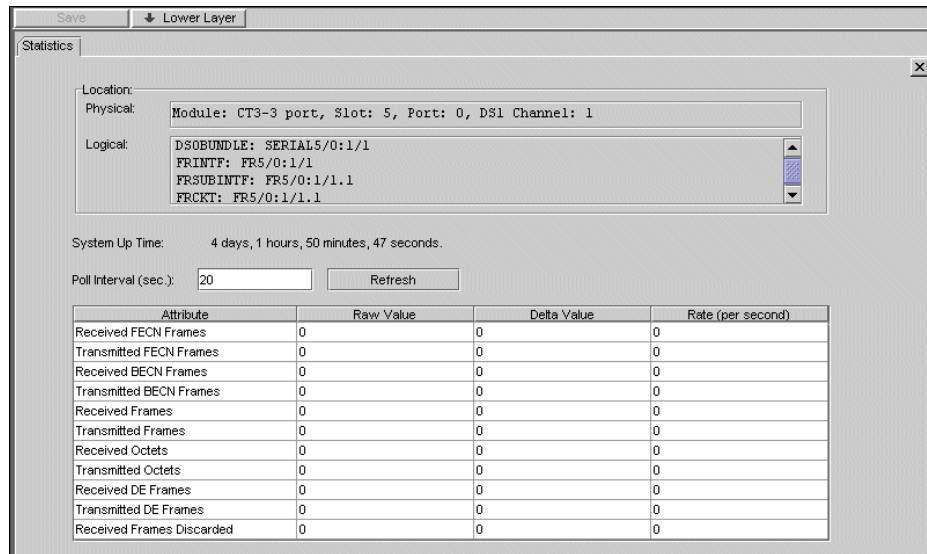 Save Lower Layer
Statistics
Location:
Physical: Module: CT3-3 port, Slot: 5, Port: 0, DS1 Channel: 1
Logical: DS0BUNDLE: SERIAL5/0:1/1
FRINTF: FR5/0:1/1
FRSUBINTF: FR5/0:1/1.1
FRCKT: FR5/0:1/1.1
System Up Time: 4 days, 1 hours, 50 minutes, 47 seconds.
Poll Interval (sec.): 20 Refresh
Attribute Raw Value Delta Value Rate (per second)
Received FECN Frames 0 0 0
Transmitted FECN Frames 0 0 0
Received BECN Frames 0 0 0
Transmitted BECN Frames 0 0 0
Received Frames 0 0 0
Transmitted Frames 0 0 0
Received Octets 0 0 0
Transmitted Octets 0 0 0
Received DE Frames 0 0 0
Transmitted DE Frames 0 0 0
Received Frames Discarded 0 0 0